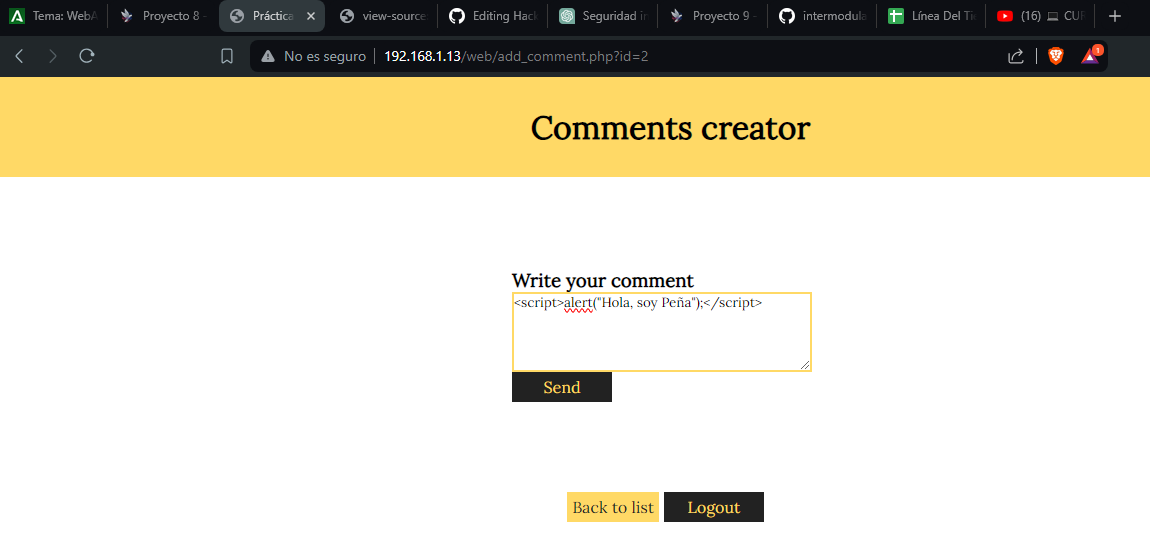 Tema: WebA
Proyecto 8 -
Práctica
view-source:
Editing Hack
Seguridad in
Proyecto 9 -
intermodula
Línea Del Tie
(16) 💻 CUR
No es seguro
192.168.1.13/web/add_comment.php?id=2
1
Comments creator
Write your comment
<script>alert("Hola, soy Peña");</script>
Send
Back to list
Logout